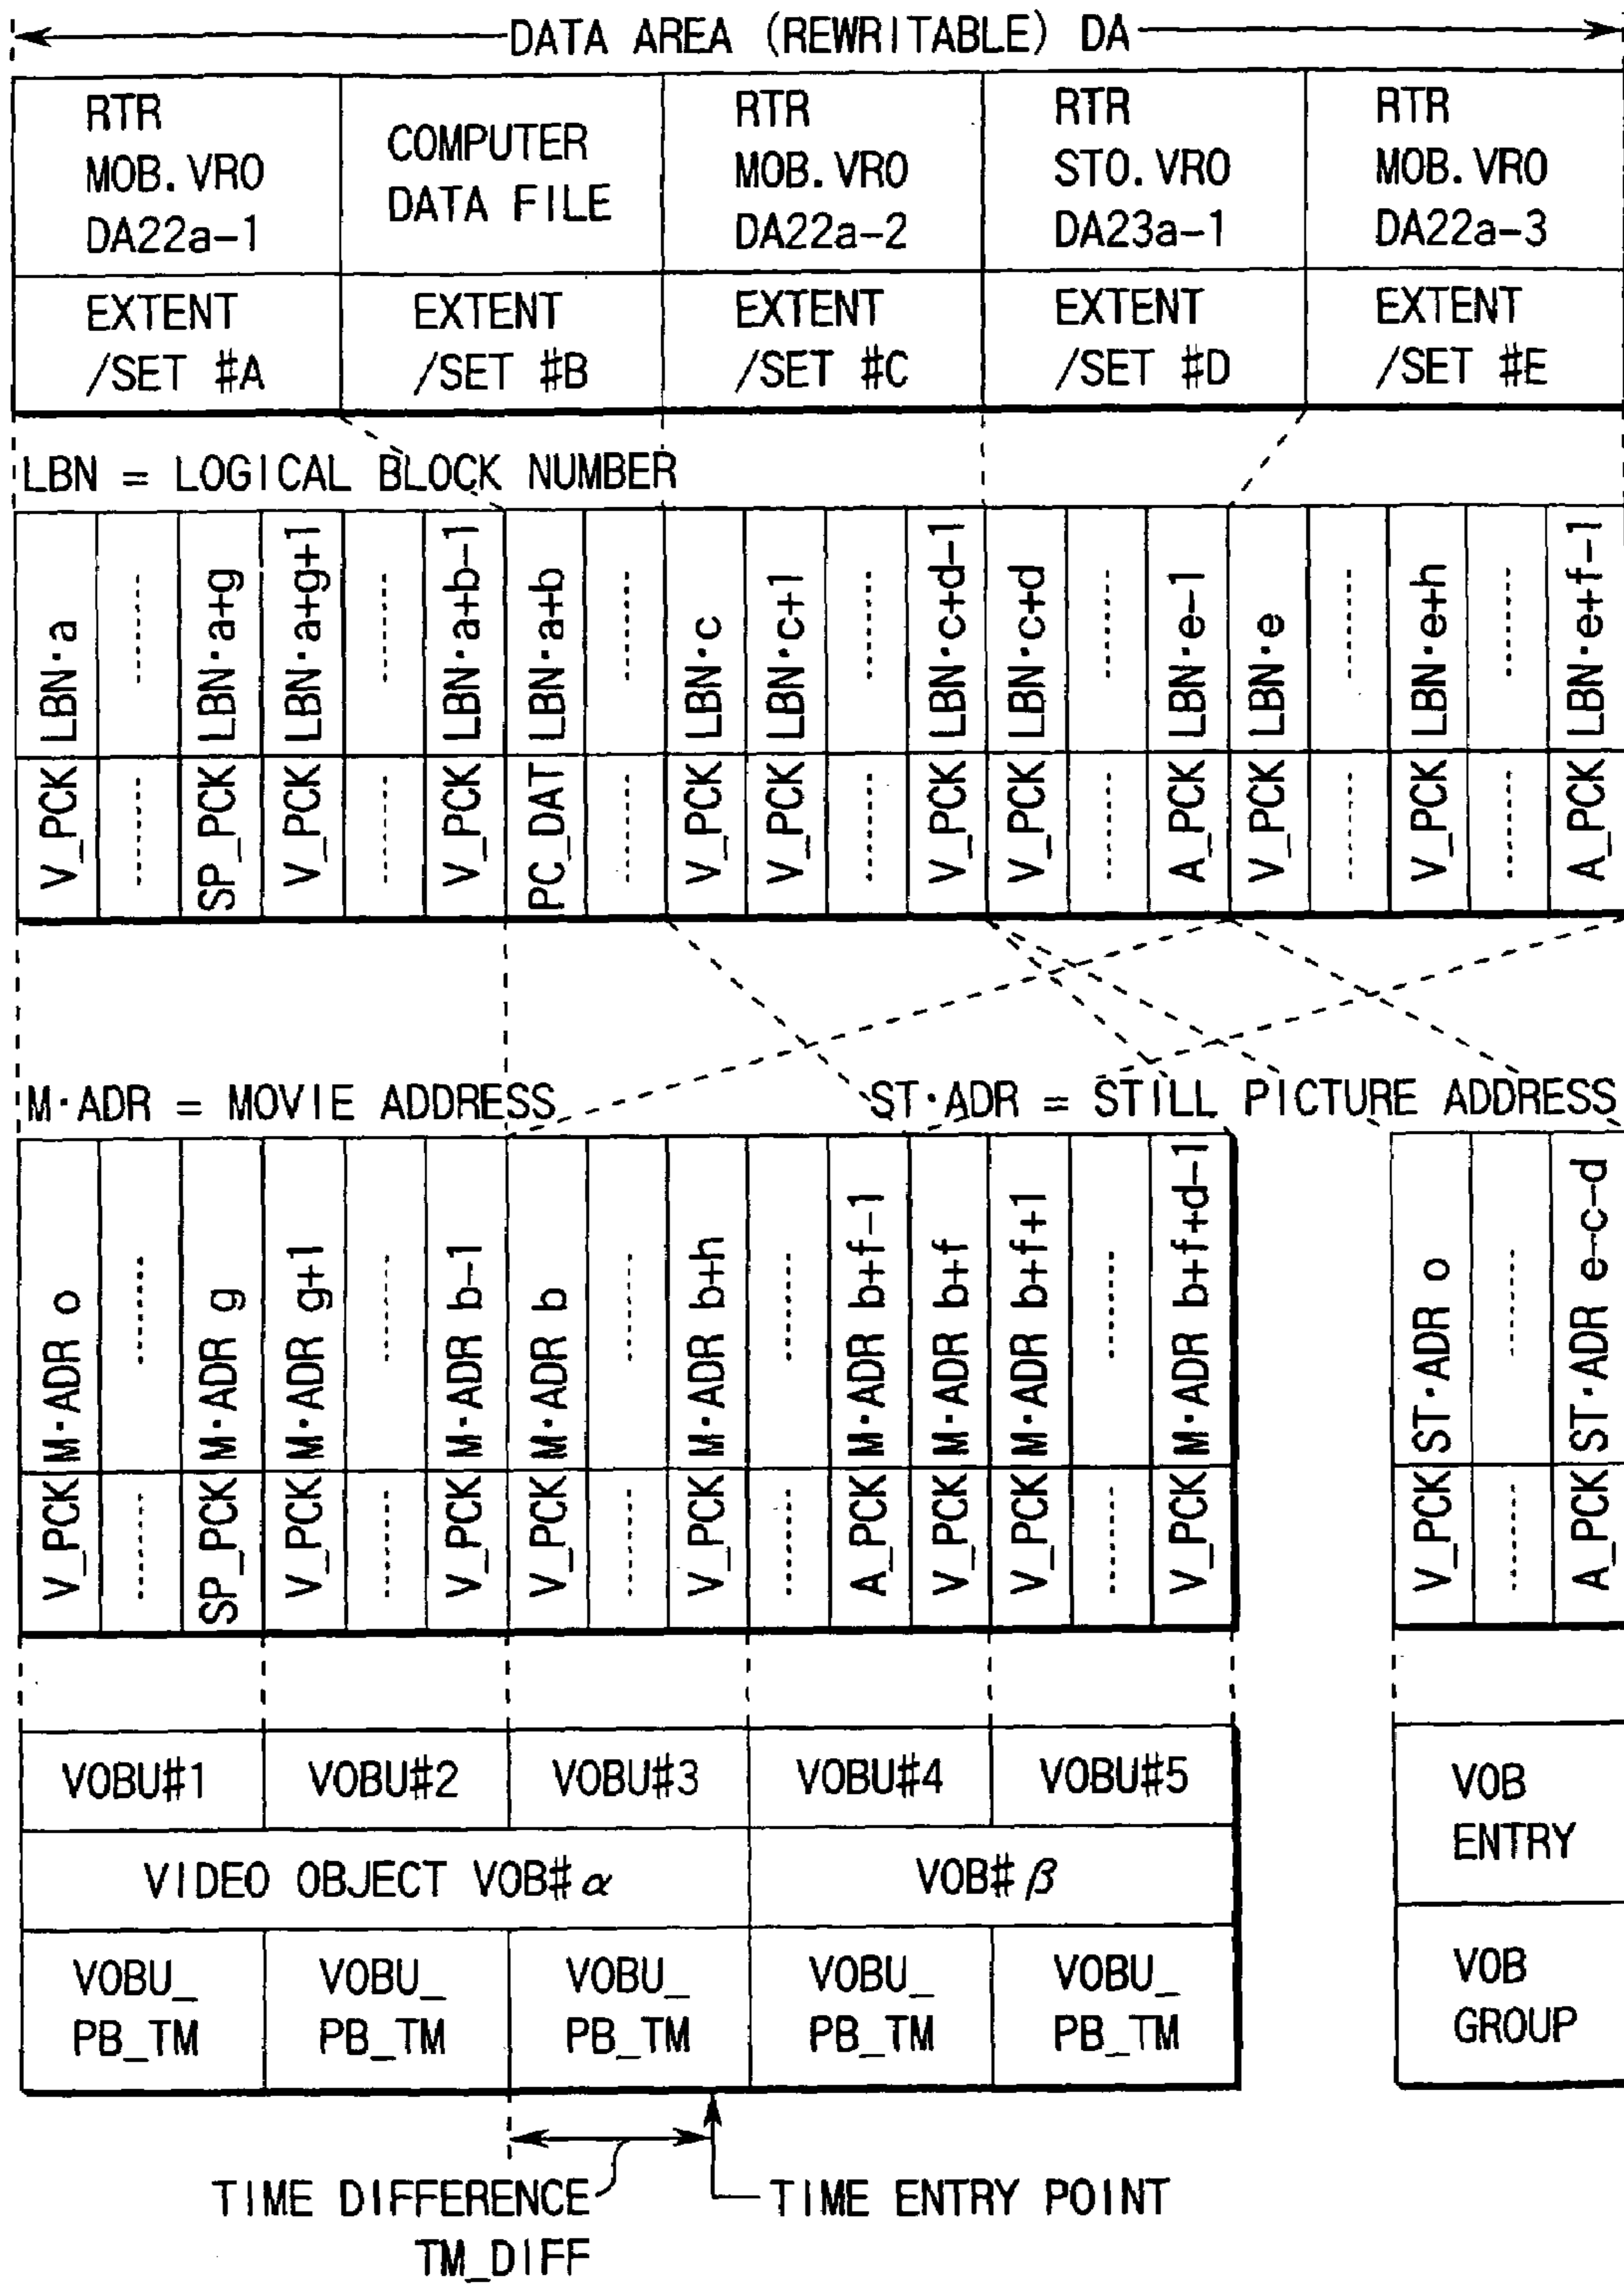 DATA AREA (REWRITABLE) DA
RTR
MOB.VRO
DA22a-1
COMPUTER
DATA FILE
RTR
MOB.VRO
DA22a-2
RTR
STO.VRO
DA23a-1
RTR
MOB.VRO
DA22a-3
EXTENT
/SET #A
EXTENT
/SET #B
EXTENT
/SET #C
EXTENT
/SET #D
EXTENT
/SET #E
LBN = LOGICAL BLOCK NUMBER
V_PCK LBN·a
SP_PCK LBN·a+g
V_PCK LBN·a+g+1
V_PCK LBN·a+b-1
PC_DAT LBN·a+b
V_PCK LBN·c
V_PCK LBN·c+1
V_PCK LBN·c+d-1
V_PCK LBN·c+d
A_PCK LBN·e-1
V_PCK LBN·e
V_PCK LBN·e+h
A_PCK LBN·e+f-1
M·ADR = MOVIE ADDRESS
ST·ADR = STILL PICTURE ADDRESS
V_PCK M·ADR o
SP_PCK M·ADR g
V_PCK M·ADR g+1
V_PCK M·ADR b-1
V_PCK M·ADR b
V_PCK M·ADR b+h
A_PCK M·ADR b+f-1
V_PCK M·ADR b+f
V_PCK M·ADR b+f+1
V_PCK M·ADR b+f+d-1
V_PCK ST·ADR o
A_PCK ST·ADR e-c-d
VOBU#1
VOBU#2
VOBU#3
VOBU#4
VOBU#5
VOB
ENTRY
VIDEO OBJECT VOB#α
VOB#β
VOBU_
PB_TM
VOBU_
PB_TM
VOBU_
PB_TM
VOBU_
PB_TM
VOBU_
PB_TM
VOB
GROUP
TIME DIFFERENCE
TM_DIFF
TIME ENTRY POINT